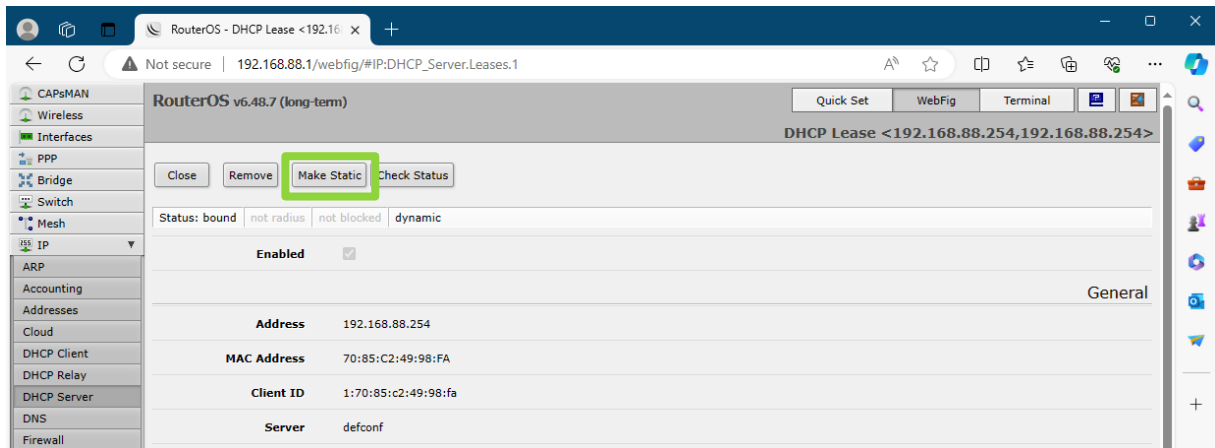 RouterOS - DHCP Lease <192.16
Not secure | 192.168.88.1/webfig/#IP:DHCP_Server.Leases.1
CAPsMAN
Wireless
Interfaces
PPP
Bridge
Switch
Mesh
IP
ARP
Accounting
Addresses
Cloud
DHCP Client
DHCP Relay
DHCP Server
DNS
Firewall
RouterOS v6.48.7 (long-term)
Quick Set WebFig Terminal
DHCP Lease <192.168.88.254,192.168.88.254>
Close Remove Make Static Check Status
Status: bound not radius not blocked dynamic
Enabled
General
Address 192.168.88.254
MAC Address 70:85:C2:49:98:FA
Client ID 1:70:85:c2:49:98:fa
Server defconf